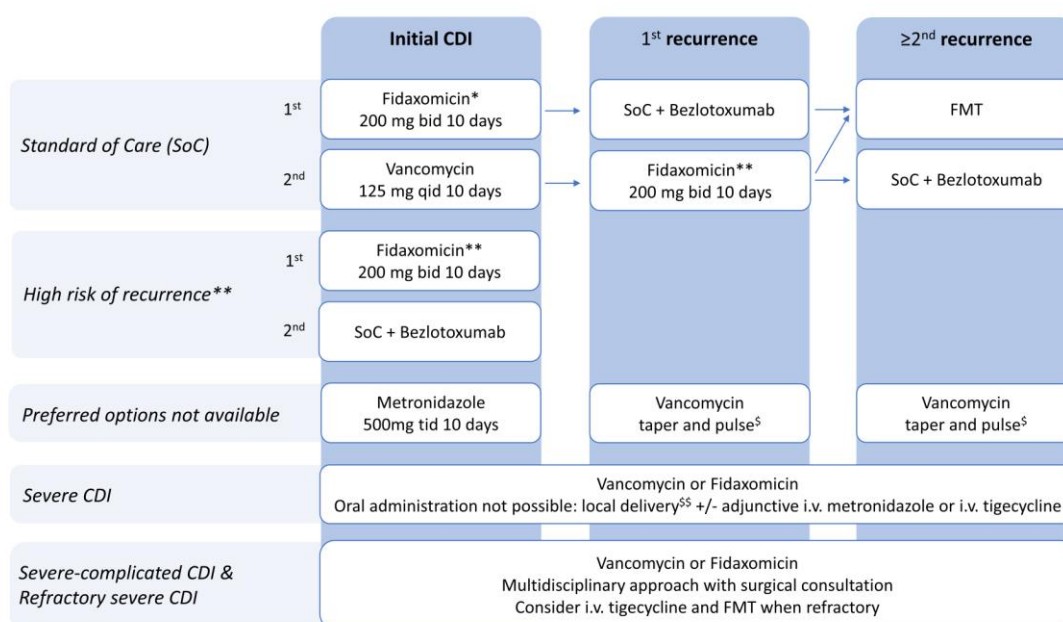 Initial CDI
1st recurrence
≥2nd recurrence
Standard of Care (SoC)
1st
Fidaxomicin*
200 mg bid 10 days
SoC + Bezlotoxumab
FMT
2nd
Vancomycin
125 mg qid 10 days
Fidaxomicin**
200 mg bid 10 days
SoC + Bezlotoxumab
High risk of recurrence**
1st
Fidaxomicin**
200 mg bid 10 days
2nd
SoC + Bezlotoxumab
Preferred options not available
Metronidazole
500mg tid 10 days
Vancomycin
taper and pulse$
Vancomycin
taper and pulse$
Severe CDI
Vancomycin or Fidaxomicin
Oral administration not possible: local delivery$$ +/- adjunctive i.v. metronidazole or i.v. tigecycline
Severe-complicated CDI &
Refractory severe CDI
Vancomycin or Fidaxomicin
Multidisciplinary approach with surgical consultation
Consider i.v. tigecycline and FMT when refractory